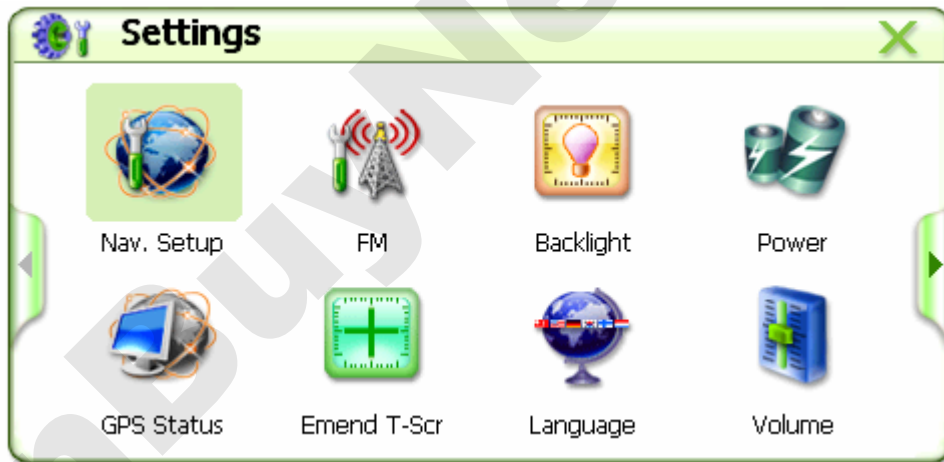 Settings
Nav. Setup
FM
Backlight
Power
GPS Status
Emend T-Scr
Language
Volume